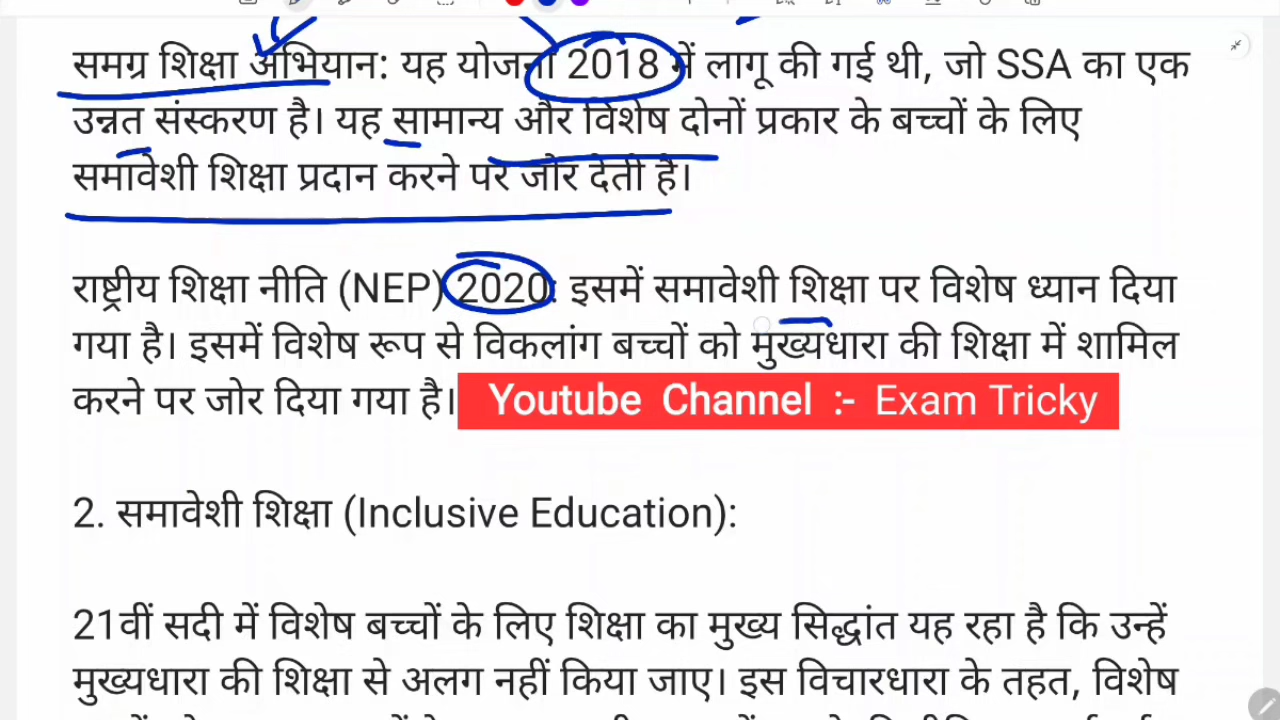 समग्र शिक्षा अभियान: यह योजना 2018 में लागू की गई थी, जो SSA का एक
उन्नत संस्करण है। यह सामान्य और विशेष दोनों प्रकार के बच्चों के लिए
समावेशी शिक्षा प्रदान करने पर जोर देती है।
राष्ट्रीय शिक्षा नीति (NEP) 2020: इसमें समावेशी शिक्षा पर विशेष ध्यान दिया
गया है। इसमें विशेष रूप से विकलांग बच्चों को मुख्यधारा की शिक्षा में शामिल
करने पर जोर दिया गया है। Youtube Channel :- Exam Tricky
2. समावेशी शिक्षा (Inclusive Education):
21वीं सदी में विशेष बच्चों के लिए शिक्षा का मुख्य सिद्धांत यह रहा है कि उन्हें
मुख्यधारा की शिक्षा से अलग नहीं किया जाए। इस विचारधारा के तहत, विशेष